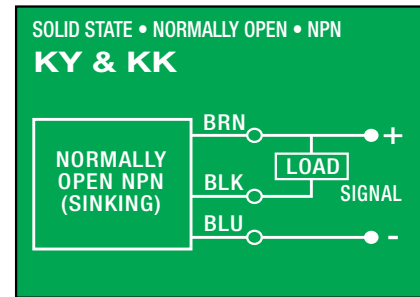 SOLID STATE • NORMALLY OPEN • NPN
KY & KK
BRN
+
NORMALLY
OPEN NPN
(SINKING)
LOAD
BLK
SIGNAL
BLU
-